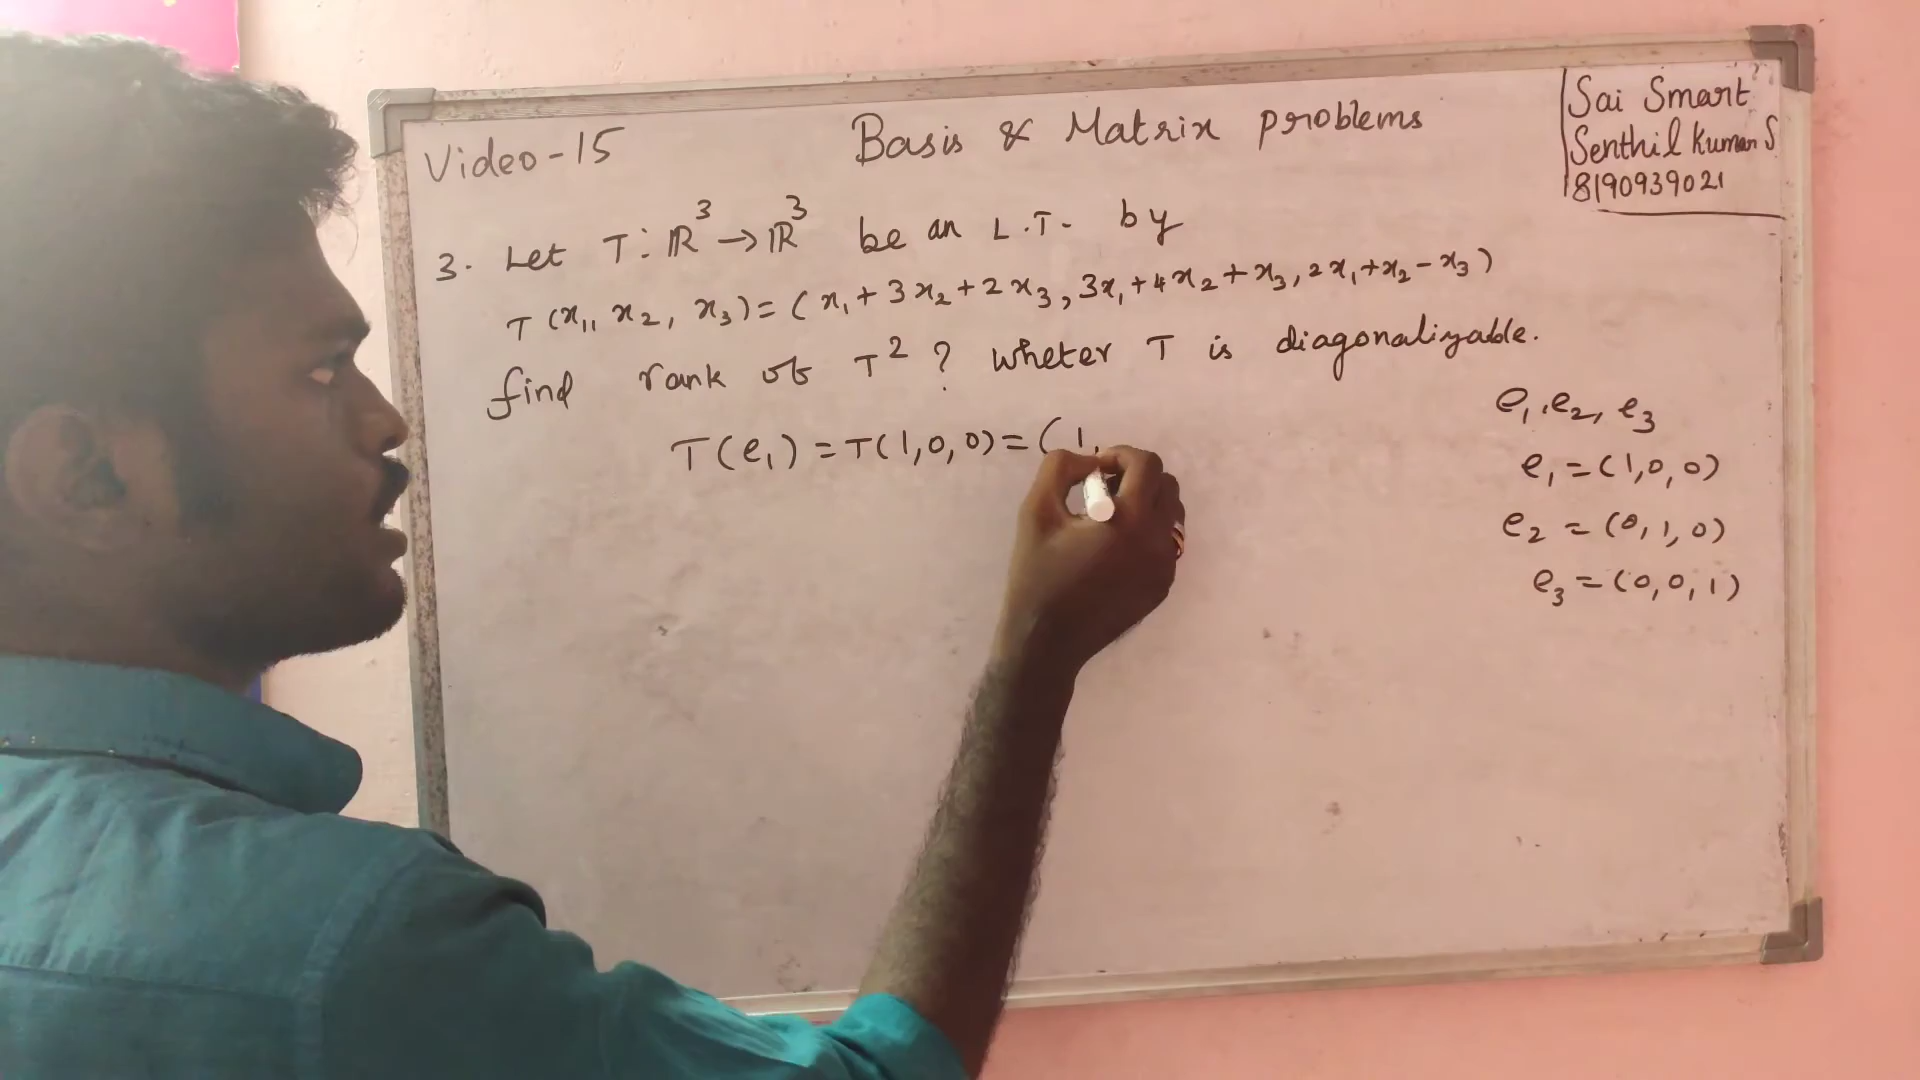 Video-15
Basis & Matrix problems
Sai Smart
Senthil Kumar S
8190939021
3. Let T: ℝ³ → ℝ³ be an L.T. by
T(x₁, x₂, x₃) = (x₁ + 3x₂ + 2x₃, 3x₁ + 4x₂ + x₃, 2x₁ + x₂ - x₃)
find rank of T² ? wheter T is diagonalizable.
T(e₁) = T(1,0,0) = (1,
e₁, e₂, e₃
e₁ = (1,0,0)
e₂ = (0,1,0)
e₃ = (0,0,1)